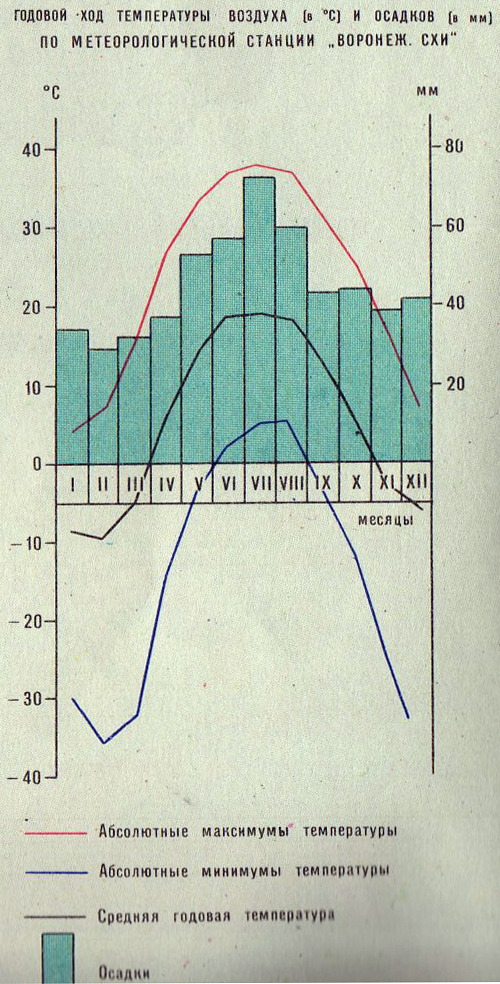 ГОДОВОЙ ХОД ТЕМПЕРАТУРЫ ВОЗДУХА (в °С) И ОСАДКОВ (в мм)
ПО МЕТЕОРОЛОГИЧЕСКОЙ СТАНЦИИ „ВОРОНЕЖ. СХИ"
°С мм
40 80
30 60
20 40
10 20
0
I II III IV V VI VII VIII IX X XI XII
месяцы
−10
−20
−30
−40
Абсолютные максимумы температуры
Абсолютные минимумы температуры
Средняя годовая температура
Осадки